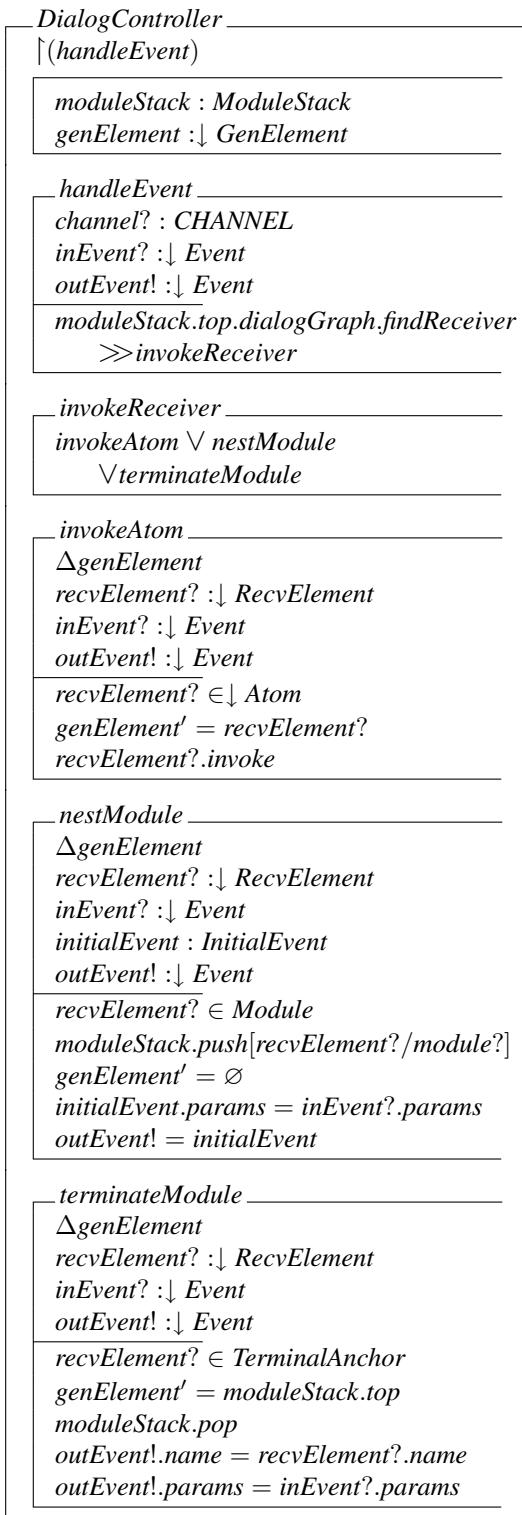 DialogController
↾(handleEvent)
moduleStack : ModuleStack
genElement :↓ GenElement
handleEvent
channel? : CHANNEL
inEvent? :↓ Event
outEvent! :↓ Event
moduleStack.top.dialogGraph.findReceiver
≫invokeReceiver
invokeReceiver
invokeAtom ∨ nestModule
∨terminateModule
invokeAtom
ΔgenElement
recvElement? :↓ RecvElement
inEvent? :↓ Event
outEvent! :↓ Event
recvElement? ∈↓ Atom
genElement′ = recvElement?
recvElement?.invoke
nestModule
ΔgenElement
recvElement? :↓ RecvElement
inEvent? :↓ Event
initialEvent : InitialEvent
outEvent! :↓ Event
recvElement? ∈ Module
moduleStack.push[recvElement?/module?]
genElement′ = ∅
initialEvent.params = inEvent?.params
outEvent! = initialEvent
terminateModule
ΔgenElement
recvElement? :↓ RecvElement
inEvent? :↓ Event
outEvent! :↓ Event
recvElement? ∈ TerminalAnchor
genElement′ = moduleStack.top
moduleStack.pop
outEvent!.name = recvElement?.name
outEvent!.params = inEvent?.params